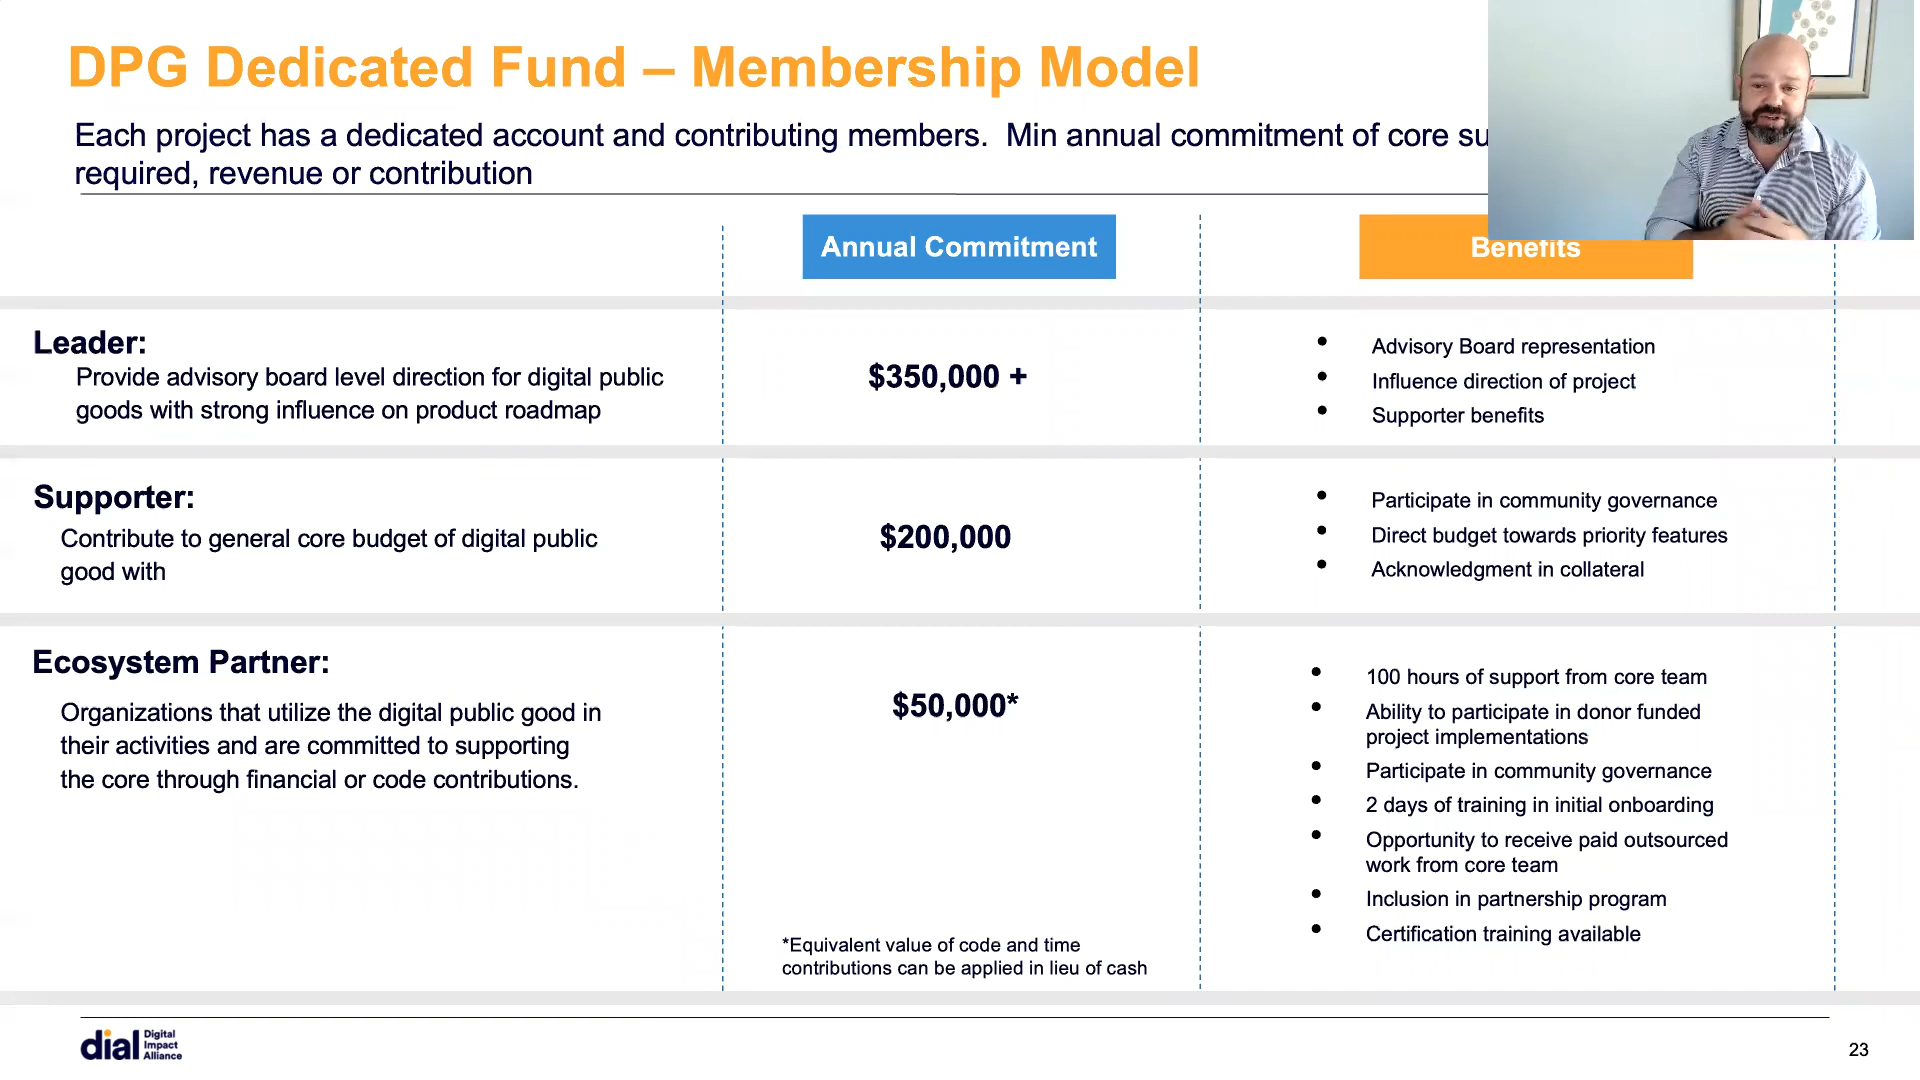 DPG Dedicated Fund – Membership Model
Each project has a dedicated account and contributing members.  Min annual commitment of core
required, revenue or contribution
Annual Commitment
Benefits
Leader:
Provide advisory board level direction for digital public
goods with strong influence on product roadmap
$350,000 +
• Advisory Board representation
• Influence direction of project
• Supporter benefits
Supporter:
Contribute to general core budget of digital public
good with
$200,000
• Participate in community governance
• Direct budget towards priority features
• Acknowledgment in collateral
Ecosystem Partner:
Organizations that utilize the digital public good in
their activities and are committed to supporting
the core through financial or code contributions.
$50,000*
*Equivalent value of code and time
contributions can be applied in lieu of cash
• 100 hours of support from core team
• Ability to participate in donor funded
project implementations
• Participate in community governance
• 2 days of training in initial onboarding
• Opportunity to receive paid outsourced
work from core team
• Inclusion in partnership program
• Certification training available
dial Digital
Impact
Alliance
23